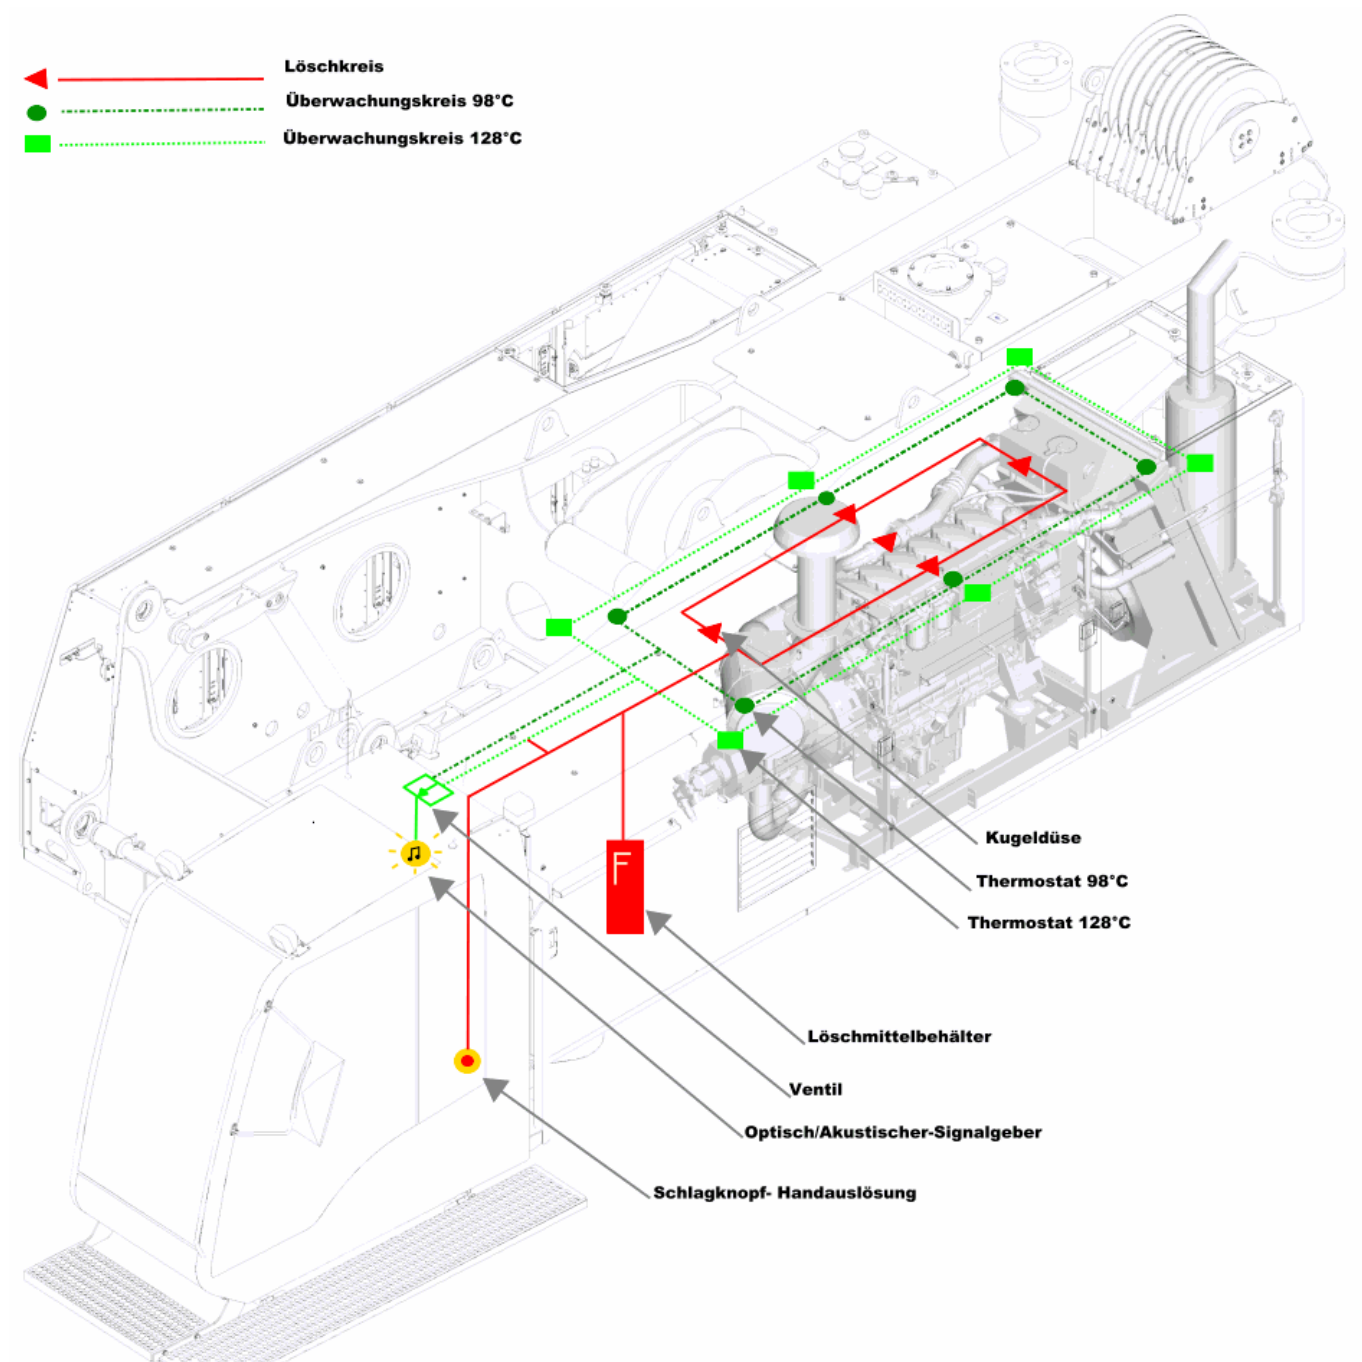 Löschkreis
Überwachungskreis 98°C
Überwachungskreis 128°C
Kugeldüse
Thermostat 98°C
Thermostat 128°C
F
Löschmittelbehälter
Ventil
Optisch/Akustischer-Signalgeber
Schlagknopf- Handauslösung